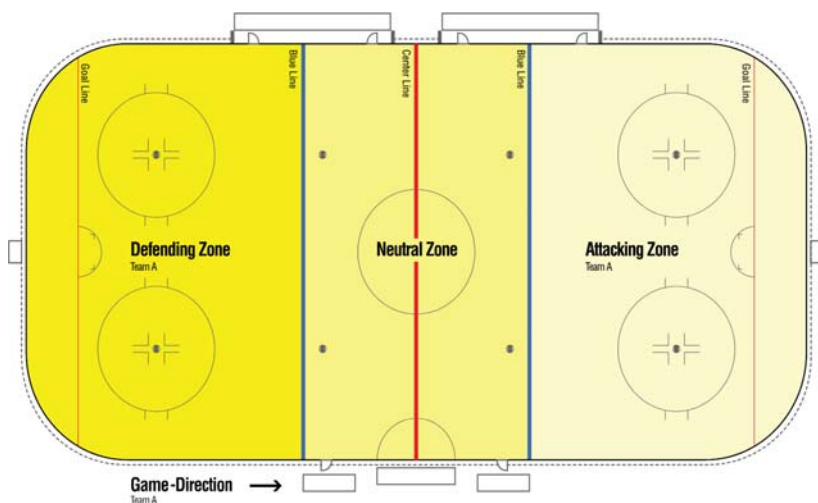 Goal Line
Blue Line
Center Line
Blue Line
Goal Line
Defending Zone
Team A
Neutral Zone
Attacking Zone
Team A
Game-Direction
Team A